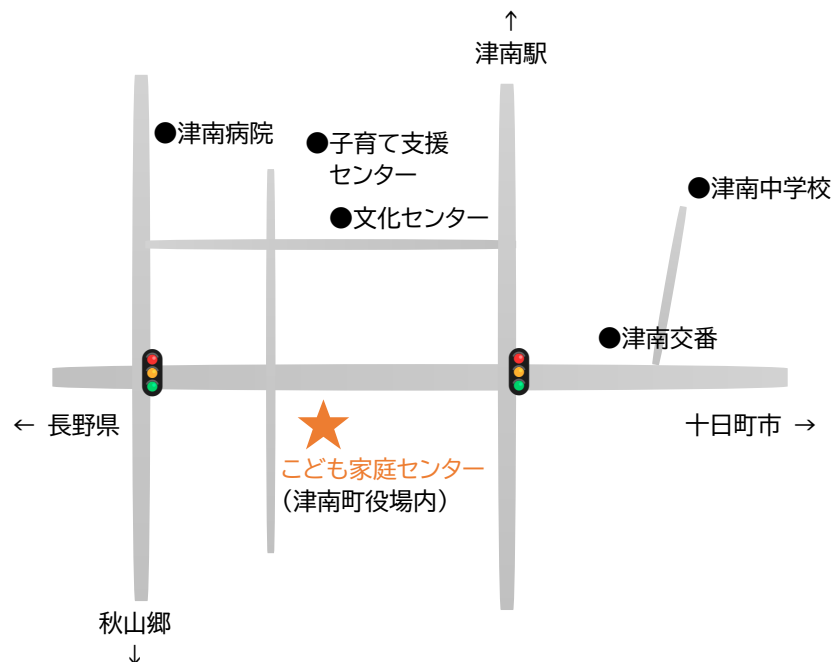 ↑
津南駅
●津南病院
●子育て支援
センター
●津南中学校
●文化センター
●津南交番
← 長野県
十日町市 →
こども家庭センター
（津南町役場内）
秋山郷
↓